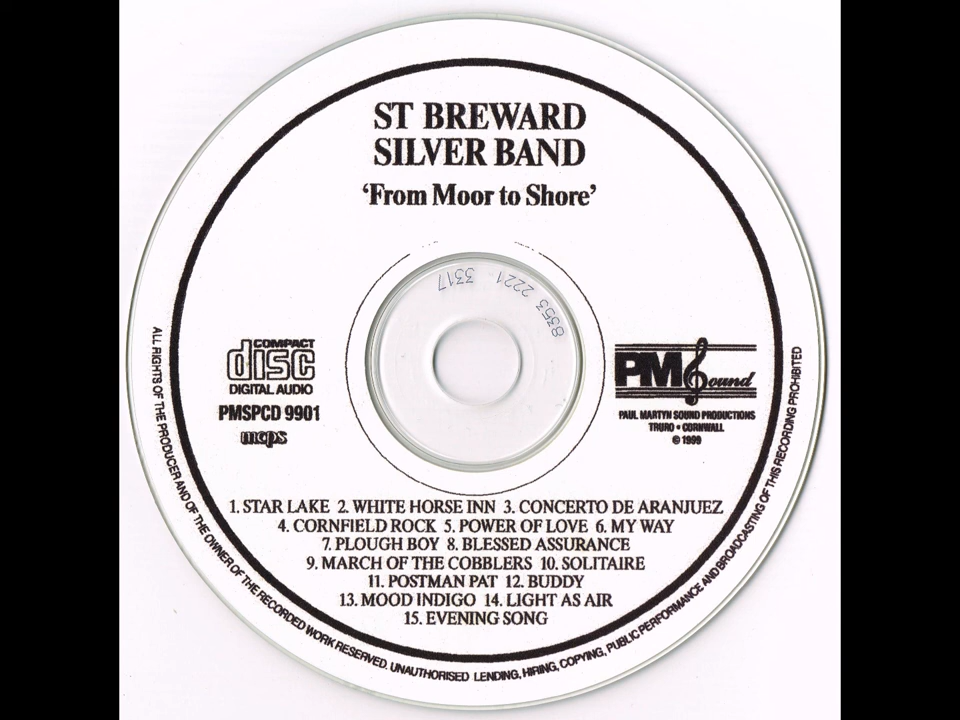 ST BREWARD
SILVER BAND
‘From Moor to Shore’
8353 2221 3317
COMPACT
disc
DIGITAL AUDIO
PMSPCD 9901
mcps
PM Sound
PAUL MARTYN SOUND PRODUCTIONS
TRURO • CORNWALL
© 1999
1. STAR LAKE 2. WHITE HORSE INN 3. CONCERTO DE ARANJUEZ
4. CORNFIELD ROCK 5. POWER OF LOVE 6. MY WAY
7. PLOUGH BOY 8. BLESSED ASSURANCE
9. MARCH OF THE COBBLERS 10. SOLITAIRE
11. POSTMAN PAT 12. BUDDY
13. MOOD INDIGO 14. LIGHT AS AIR
15. EVENING SONG
ALL RIGHTS OF THE PRODUCER AND OF THE OWNER OF THE RECORDED WORK RESERVED. UNAUTHORISED LENDING, HIRING, COPYING, PUBLIC PERFORMANCE AND BROADCASTING OF THIS RECORDING PROHIBITED